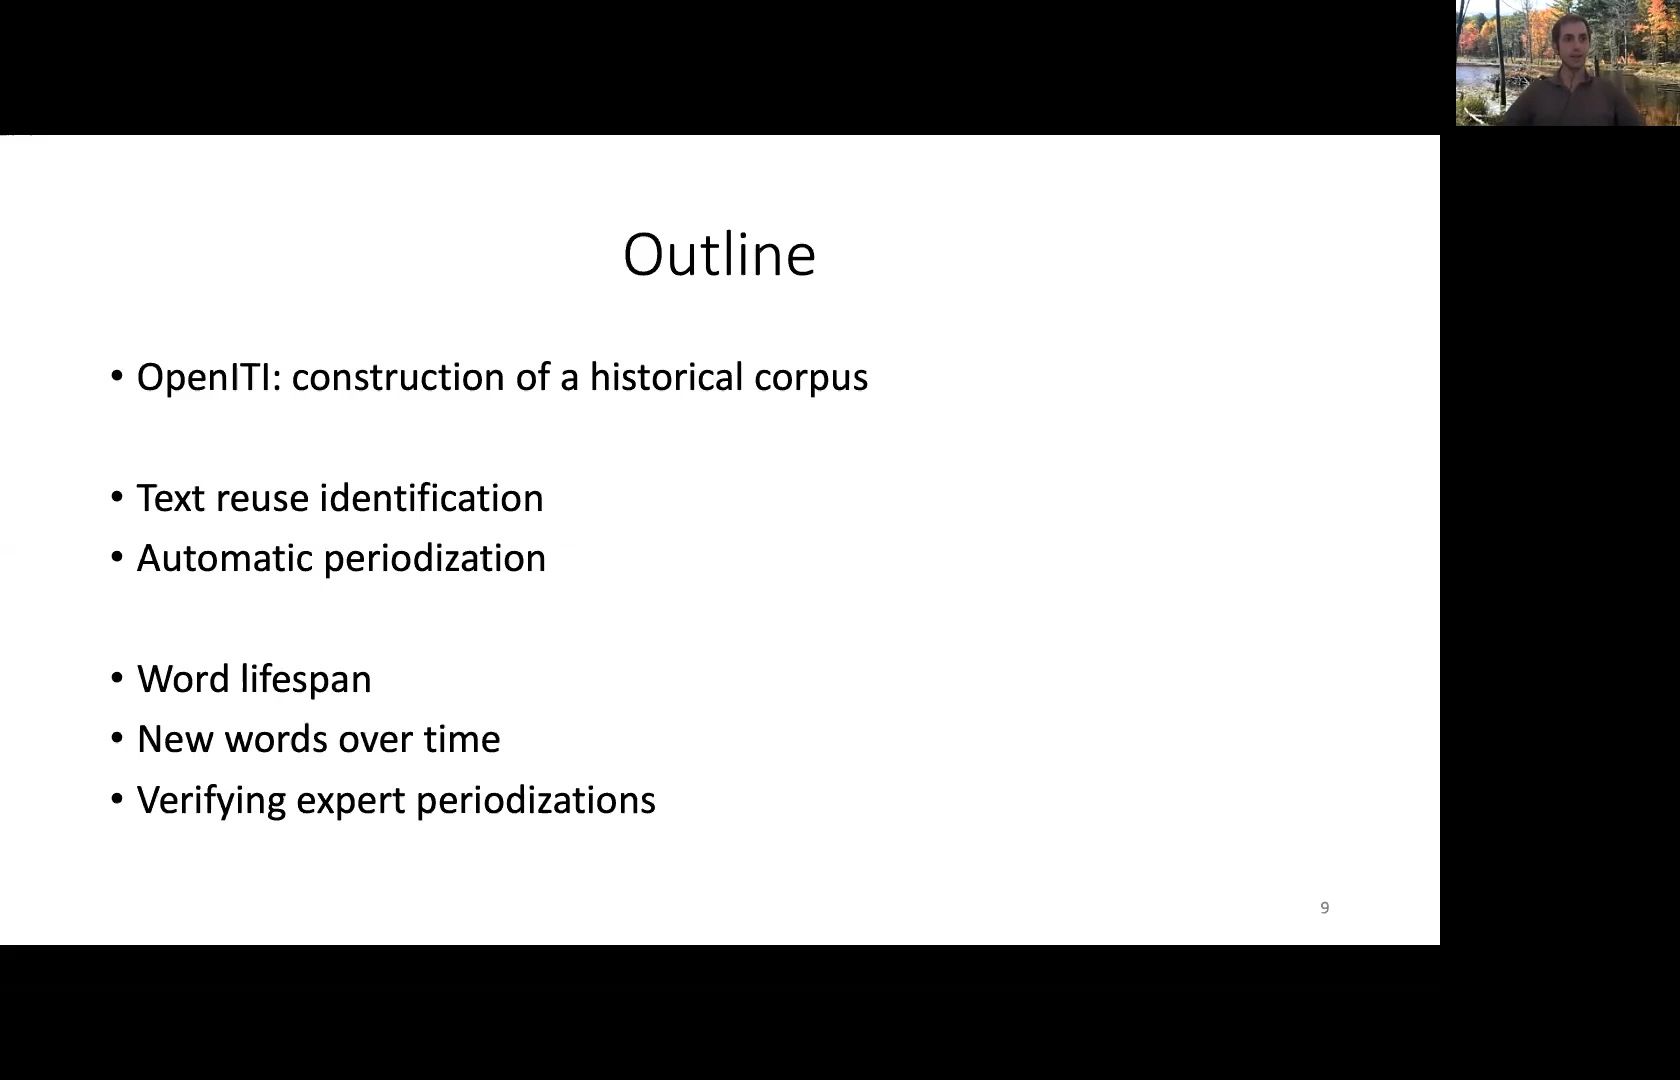 Outline
• OpenITI: construction of a historical corpus
• Text reuse identification
• Automatic periodization
• Word lifespan
• New words over time
• Verifying expert periodizations
9